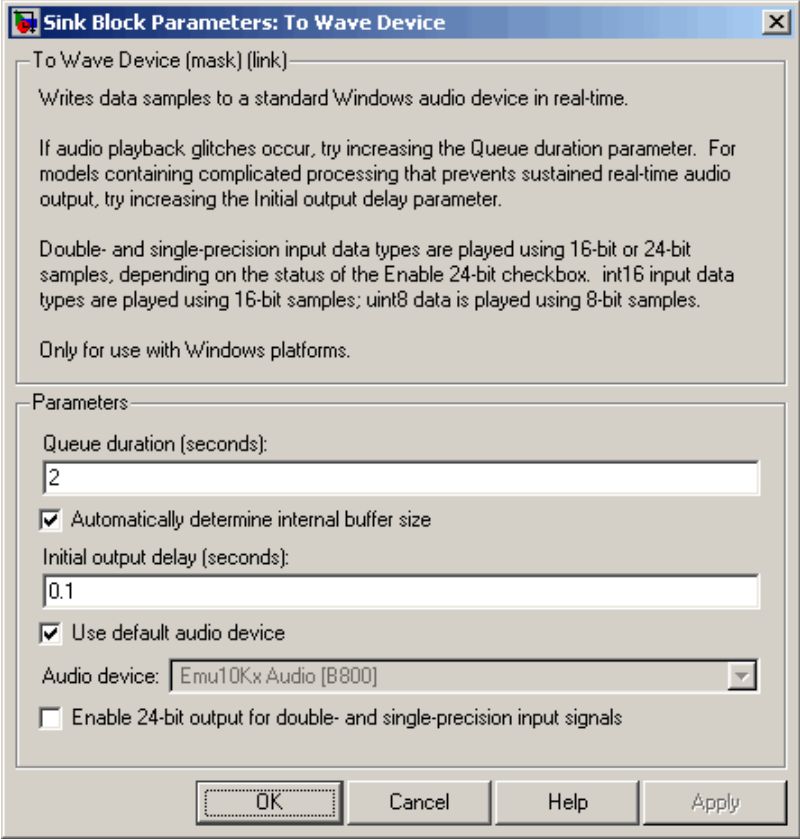 Sink Block Parameters: To Wave Device
To Wave Device (mask) (link)
Writes data samples to a standard Windows audio device in real-time.
If audio playback glitches occur, try increasing the Queue duration parameter. For
models containing complicated processing that prevents sustained real-time audio
output, try increasing the Initial output delay parameter.
Double- and single-precision input data types are played using 16-bit or 24-bit
samples, depending on the status of the Enable 24-bit checkbox. int16 input data
types are played using 16-bit samples; uint8 data is played using 8-bit samples.
Only for use with Windows platforms.
Parameters
Queue duration (seconds):
2
Automatically determine internal buffer size
Initial output delay (seconds):
0.1
Use default audio device
Audio device: Emu10Kx Audio [B800]
Enable 24-bit output for double- and single-precision input signals
OK Cancel Help Apply